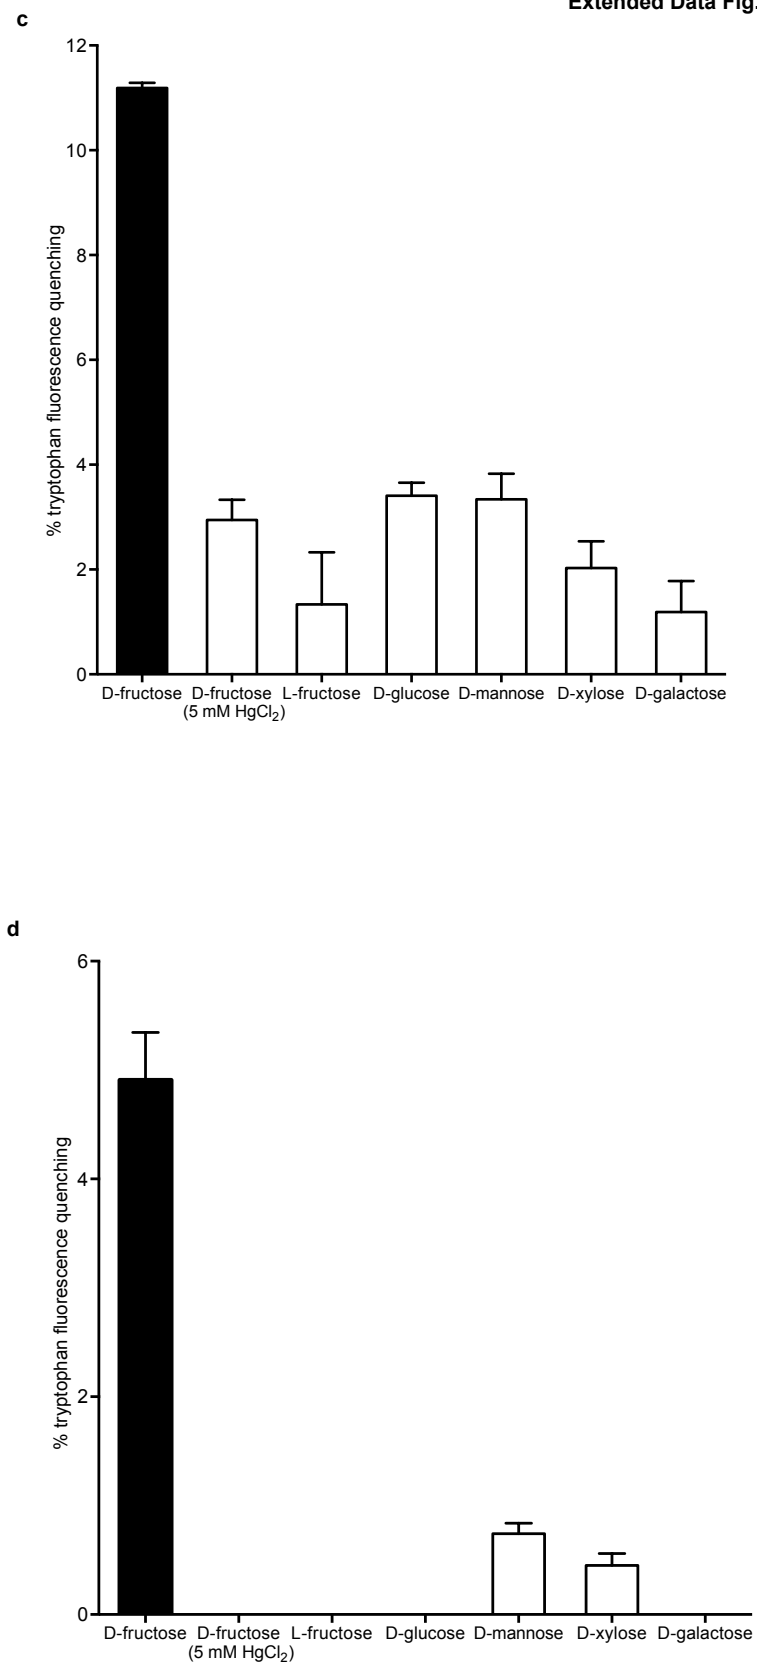 Extended Data Fig.
c
12
10
8
6
4
2
0
% tryptophan fluorescence quenching
D-fructose D-fructose L-fructose D-glucose D-mannose D-xylose D-galactose
(5 mM HgCl₂)
d
6
4
2
0
% tryptophan fluorescence quenching
D-fructose D-fructose L-fructose D-glucose D-mannose D-xylose D-galactose
(5 mM HgCl₂)